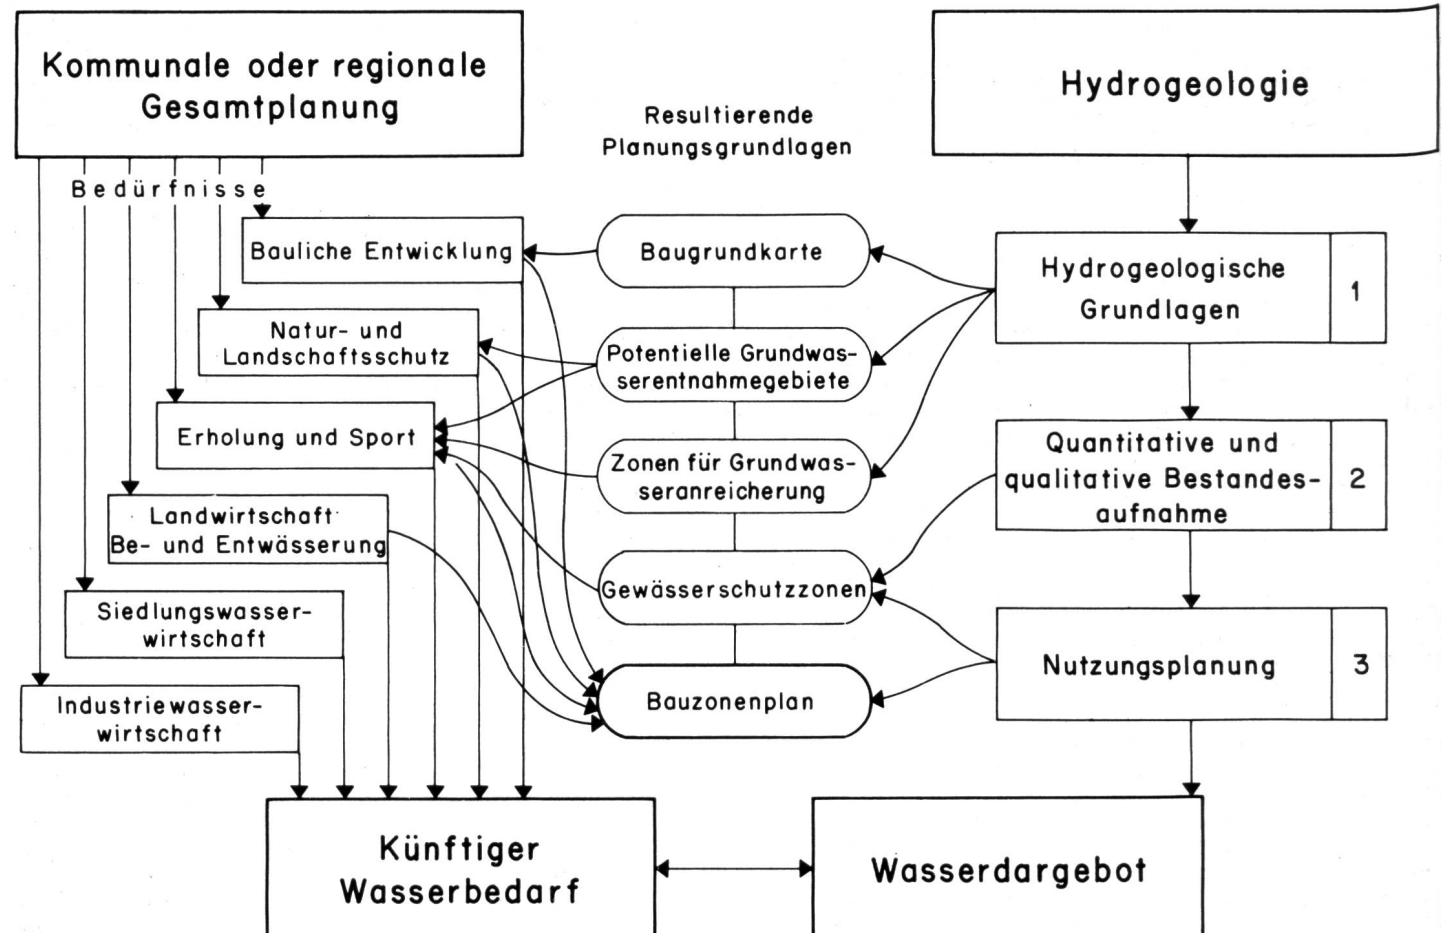 Kommunale oder regionale
Gesamtplanung
Bedürfnisse
Bauliche Entwicklung
Natur- und
Landschaftsschutz
Erholung und Sport
Landwirtschaft
Be- und Entwässerung
Siedlungswasser-
wirtschaft
Industriewasser-
wirtschaft
Künftiger
Wasserbedarf
Resultierende
Planungsgrundlagen
Baugrundkarte
Potentielle Grundwas-
serentnahmegebiete
Zonen für Grundwas-
seranreicherung
Gewässerschutzzonen
Bauzonenplan
Hydrogeologie
Hydrogeologische
Grundlagen
1
Quantitative und
qualitative Bestandes-
aufnahme
2
Nutzungsplanung
3
Wasserdargebot